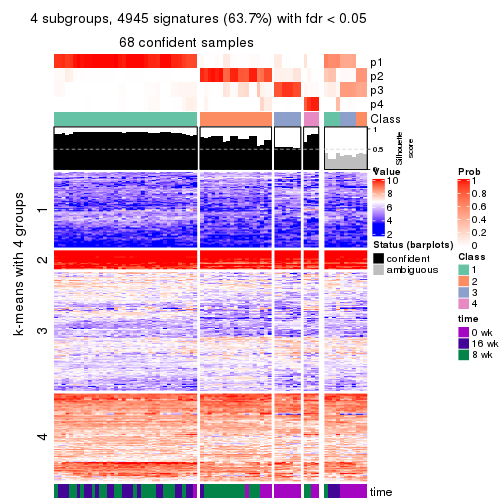 4 subgroups, 4945 signatures (63.7%) with fdr < 0.05
68 confident samples
p1
p2
p3
p4
Class
1
0.5
0
Silhouette
score
k-means with 4 groups
1
2
3
4
time
Value
10
8
6
4
2
Status (barplots)
confident
ambiguous
Prob
1
0.8
0.6
0.4
0.2
0
Class
1
2
3
4
time
0 wk
16 wk
8 wk